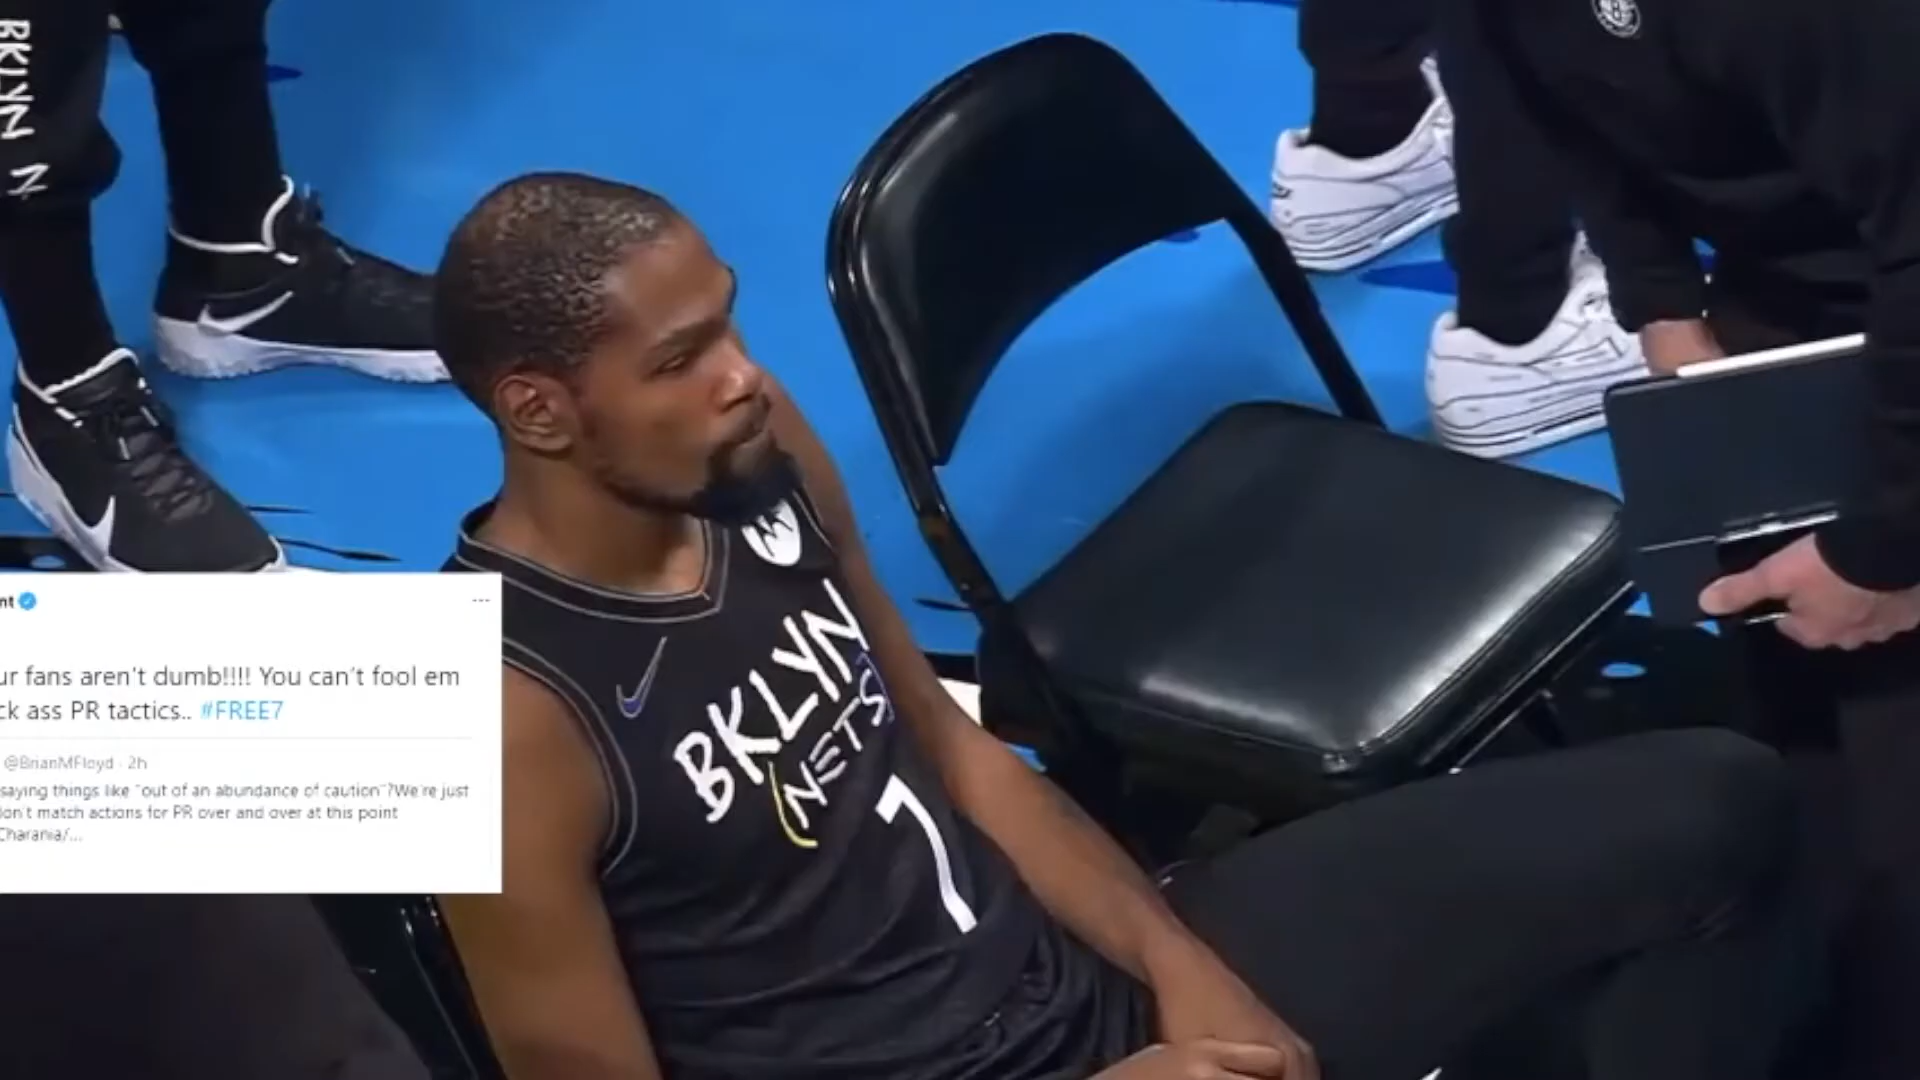 BKLYN N
nt
ur fans aren't dumb!!!! You can't fool em
ck ass PR tactics.. #FREE7
@BrianMFloyd · 2h
saying things like "out of an abundance of caution"?We're just
don't match actions for PR over and over at this point
Charania/...
BKLYN
NETS
7